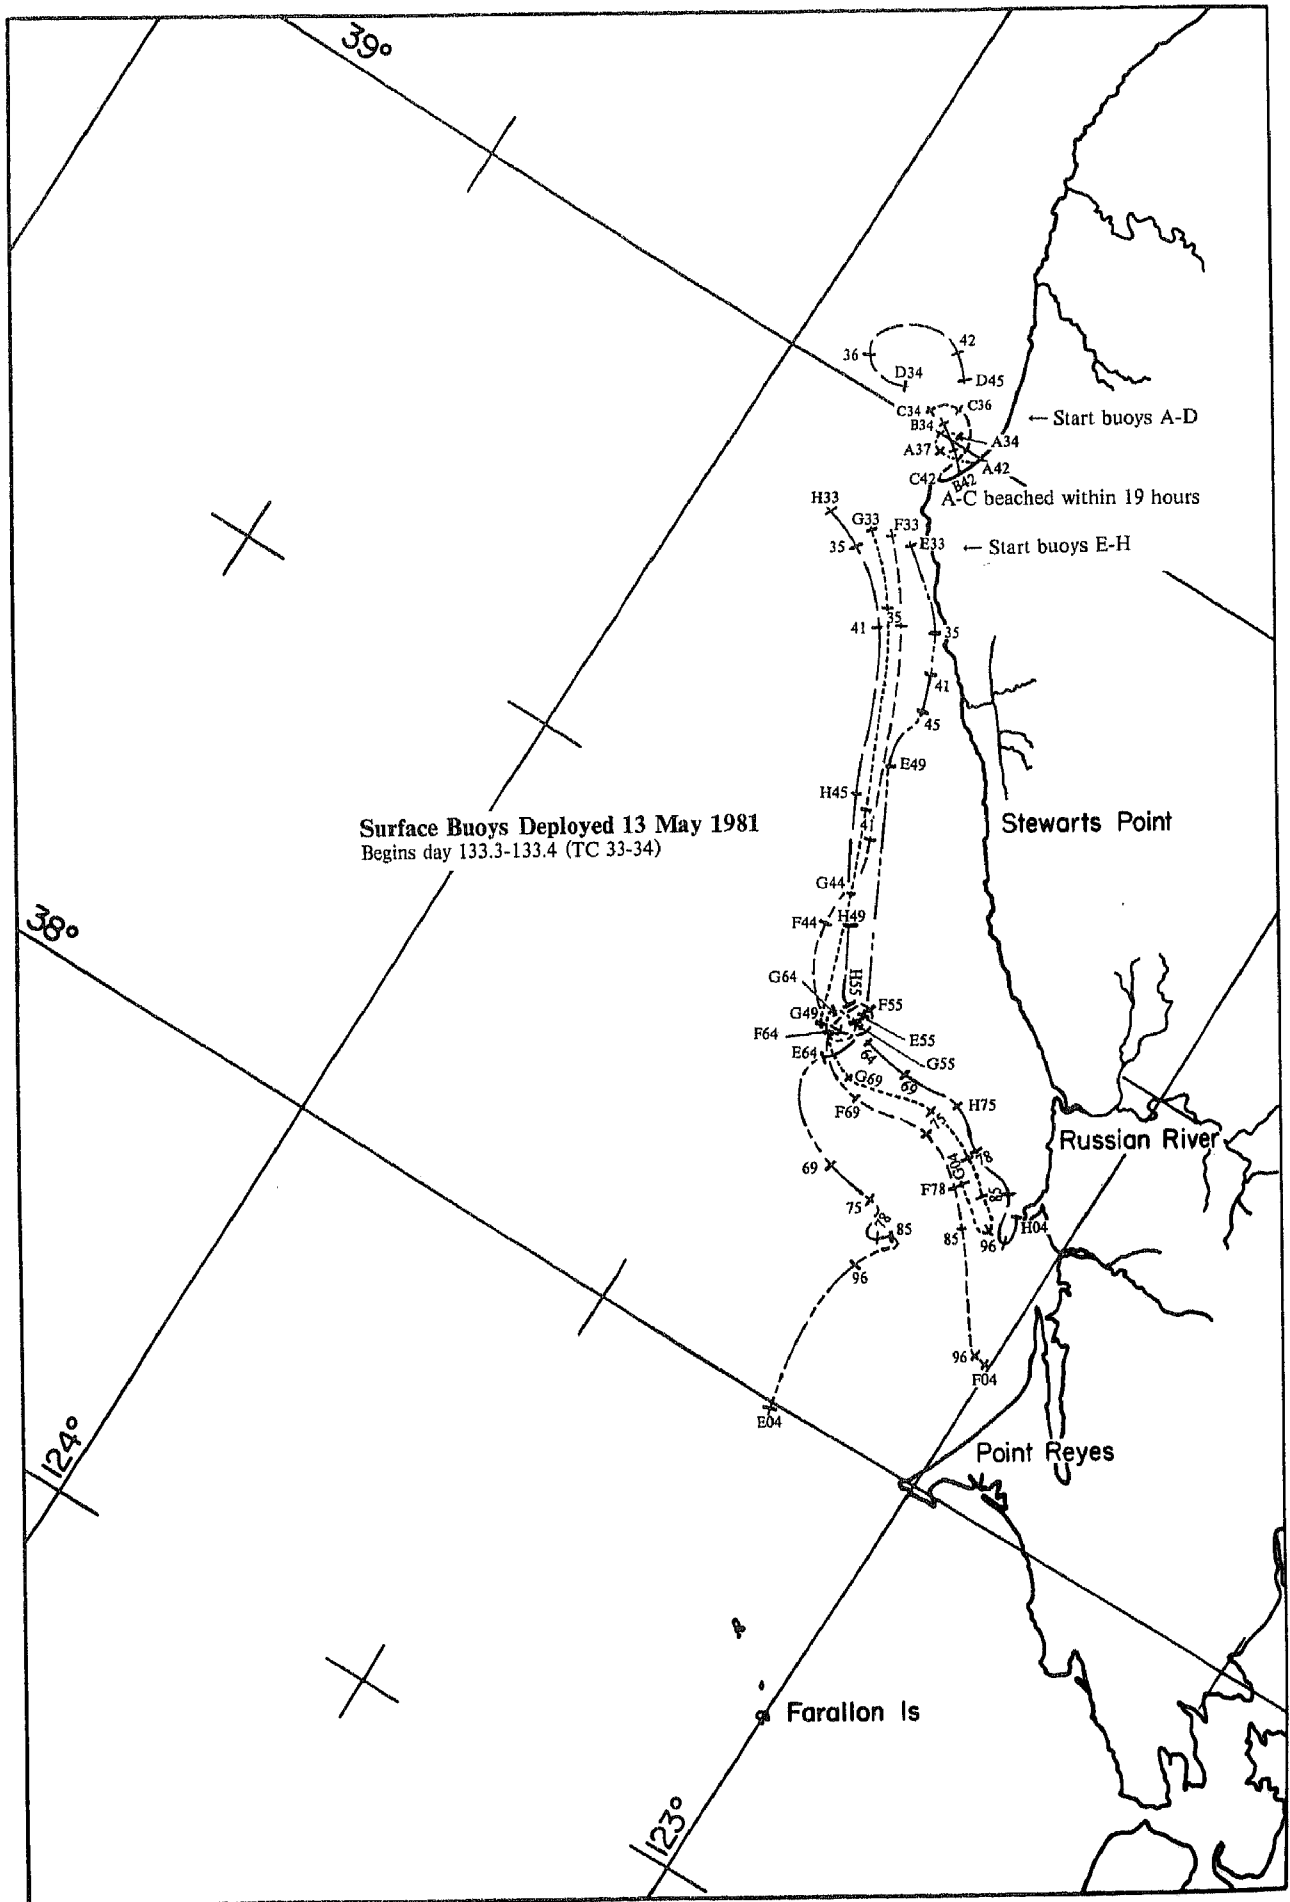 39°
42
36
D34
D45
C34
C36
← Start buoys A-D
B34
A34
A37
A42
C42
B42
A-C beached within 19 hours
H33
G33
F33
35
E33
← Start buoys E-H
35
41
35
41
45
E49
H45
41
Stewarts Point
Surface Buoys Deployed 13 May 1981
Begins day 133.3-133.4 (TC 33-34)
G44
38°
F44
H49
G64
H55
F55
G49
F64
E55
E64
64
G55
G69
69
F69
H75
75
Russian River
78
69
G04
F78
85
75
78
H04
85
85
96
96
96
F04
E04
124°
Point Reyes
Farallon Is
123°